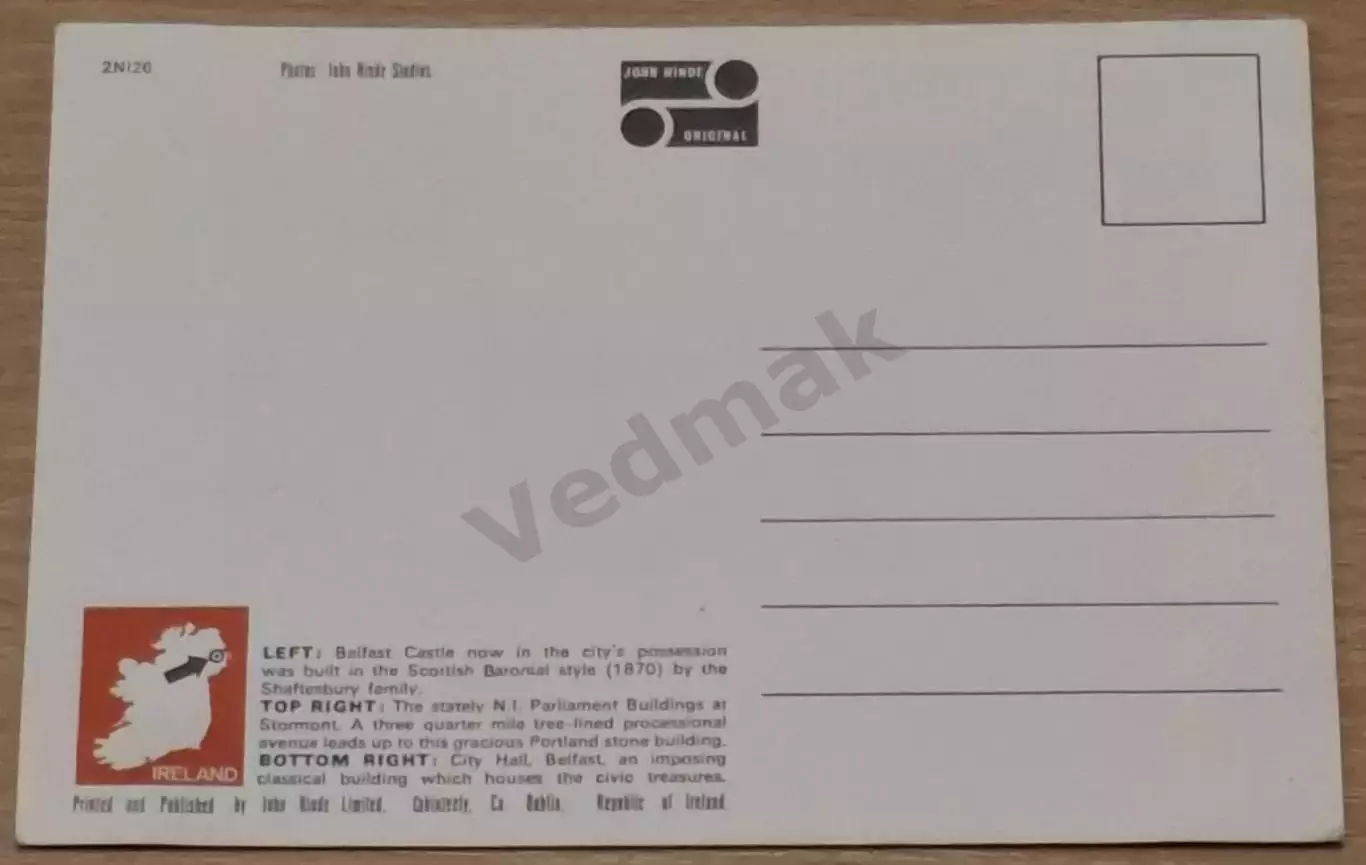 2NI26
Photos: John Hinde Studios.
JOHN HINDE
ORIGINAL
Vedmak
LEFT: Belfast Castle now in the city's possession
was built in the Scottish Baronial style (1870) by the
Shaftesbury family.
TOP RIGHT: The stately N.I. Parliament Buildings at
Stormont. A three quarter mile tree-lined processional
avenue leads up to this gracious Portland stone building.
BOTTOM RIGHT: City Hall, Belfast, an imposing
classical building which houses the civic treasures.
IRELAND
Printed and Published by John Hinde Limited, Cabinteely, Co. Dublin, Republic of Ireland